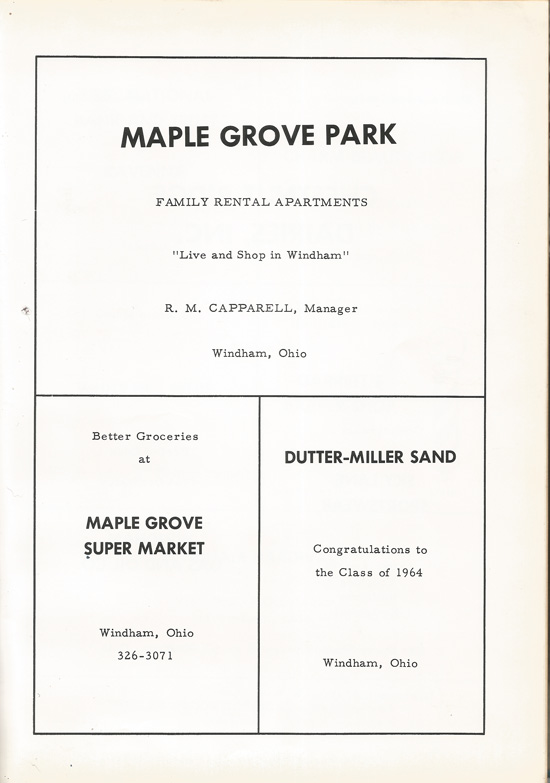 MAPLE GROVE PARK
FAMILY RENTAL APARTMENTS
"Live and Shop in Windham"
R. M. CAPPARELL, Manager
Windham, Ohio
Better Groceries
at
MAPLE GROVE
SUPER MARKET
Windham, Ohio
326-3071
DUTTER-MILLER SAND
Congratulations to
the Class of 1964
Windham, Ohio